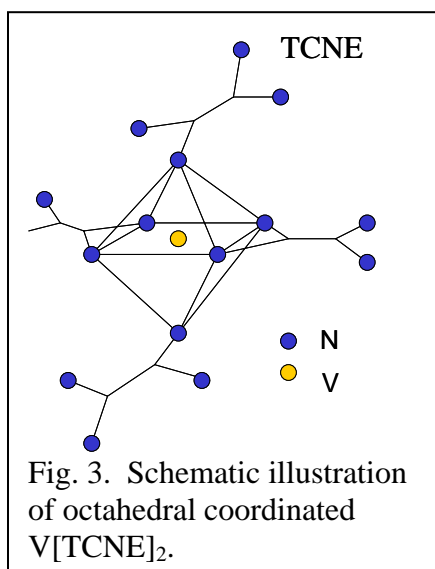 TCNE
N
V
Fig. 3. Schematic illustration
of octahedral coordinated
V[TCNE]₂.